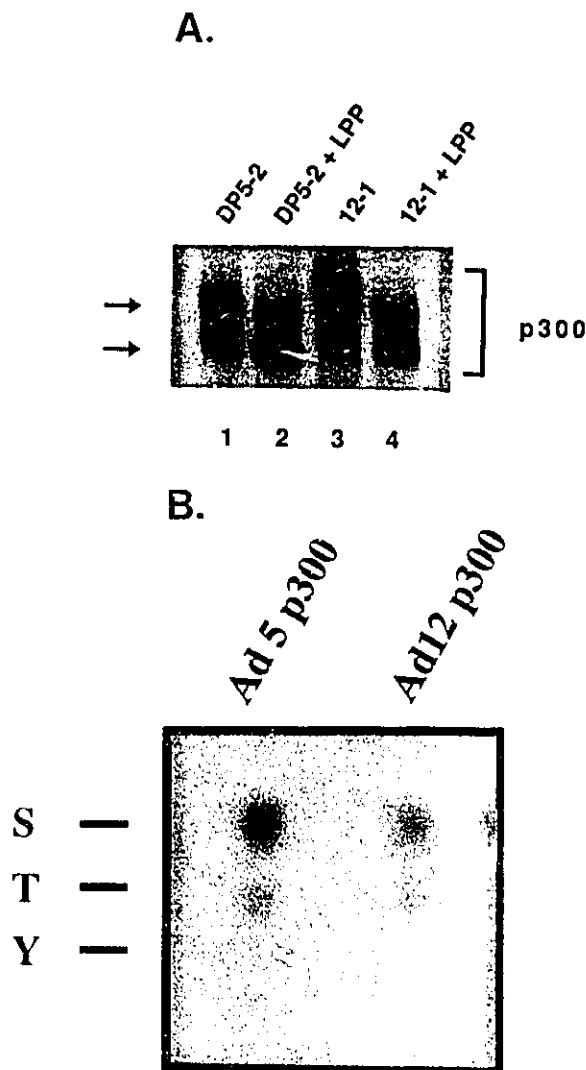 A.
DP5-2
DP5-2 + LPP
12-1
12-1 + LPP
p300
1 2 3 4
B.
Ad 5 p300
Ad12 p300
S
T
Y